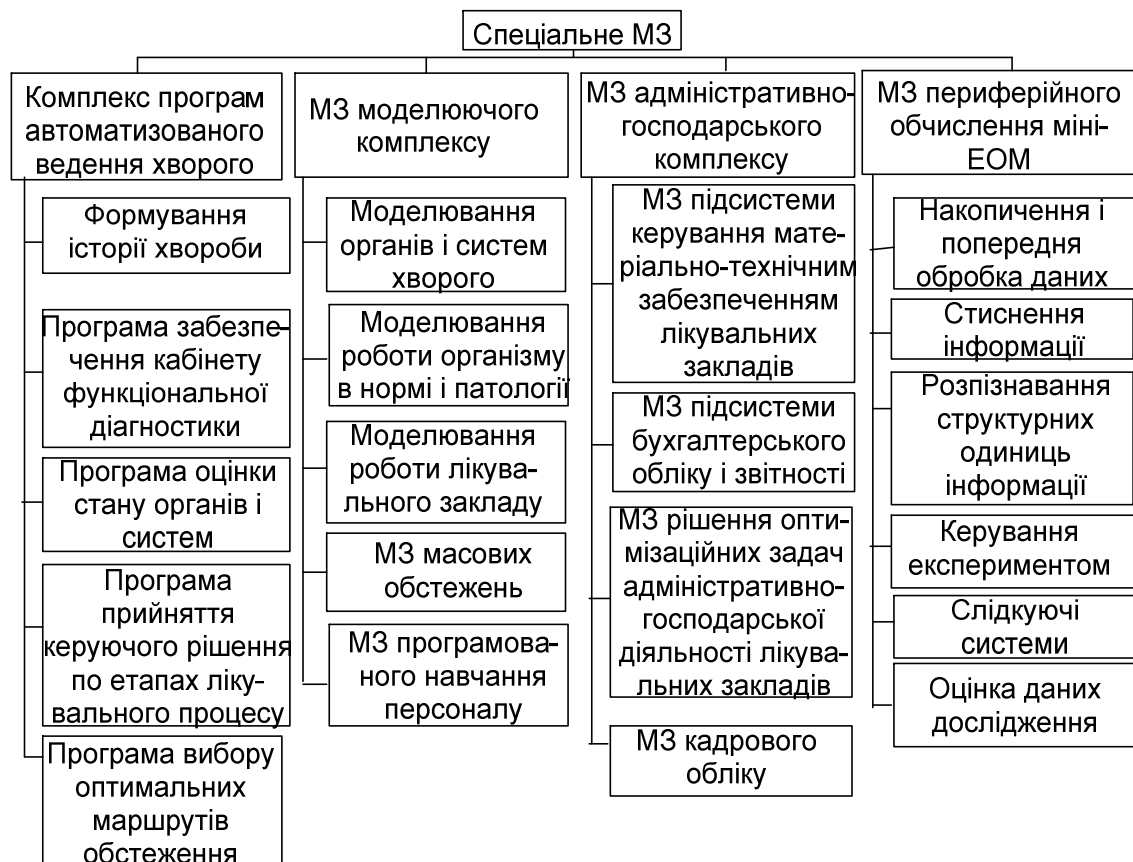 Спеціальне МЗ
Комплекс програм
автоматизованого
ведення хворого
Формування
історії хвороби
Програма забезпе-
чення кабінету
функціональної
діагностики
Програма оцінки
стану органів і
систем
Програма
прийняття
керуючого рішення
по етапах ліку-
вального процесу
Програма вибору
оптимальних
маршрутів
обстеження
МЗ моделюючого
комплексу
Моделювання
органів і систем
хворого
Моделювання
роботи організму
в нормі і патології
Моделювання
роботи лікува-
льного закладу
МЗ масових
обстежень
МЗ програмова-
ного навчання
персоналу
МЗ адміністративно-
господарського
комплексу
МЗ підсистеми
керування мате-
ріально-технічним
забезпеченням
лікувальних
закладів
МЗ підсистеми
бухгалтерського
обліку і звітності
МЗ рішення опти-
мізаційних задач
адміністративно-
господарської
діяльності лікува-
льних закладів
МЗ кадрового
обліку
МЗ периферійного
обчислення міні-
ЕОМ
Накопичення і
попередня
обробка даних
Стиснення
інформації
Розпізнавання
структурних
одиниць
інформації
Керування
експериментом
Слідкуючі
системи
Оцінка даних
дослідження